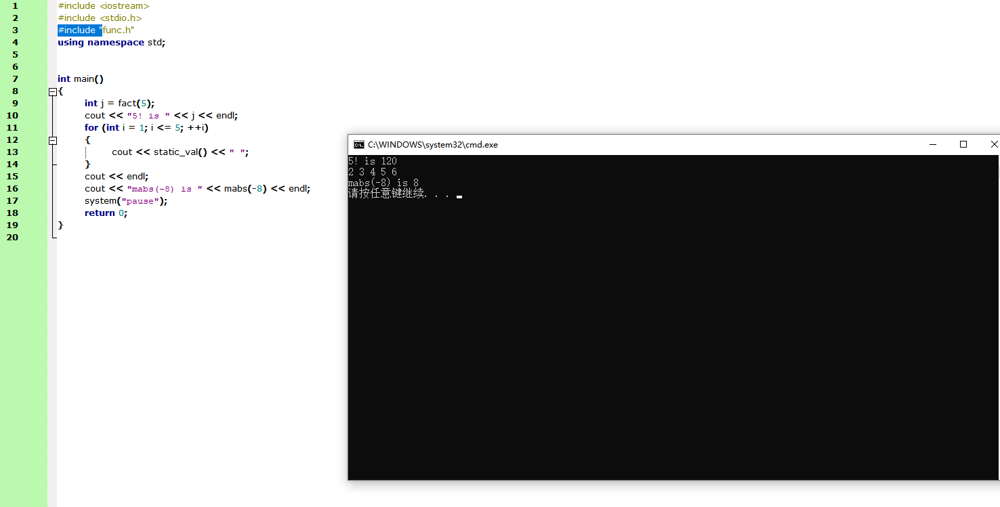 1 #include <iostream>
2 #include <stdio.h>
3 #include "func.h"
4 using namespace std;
5
6
7 int main()
8 {
9 int j = fact(5);
10 cout << "5! is " << j << endl;
11 for (int i = 1; i <= 5; ++i)
12 {
13 cout << static_val() << " ";
14 }
15 cout << endl;
16 cout << "mabs(-8) is " << mabs(-8) << endl;
17 system("pause");
18 return 0;
19 }
20
C:\WINDOWS\system32\cmd.exe
5! is 120
2 3 4 5 6
mabs(-8) is 8
请按任意键继续. . .